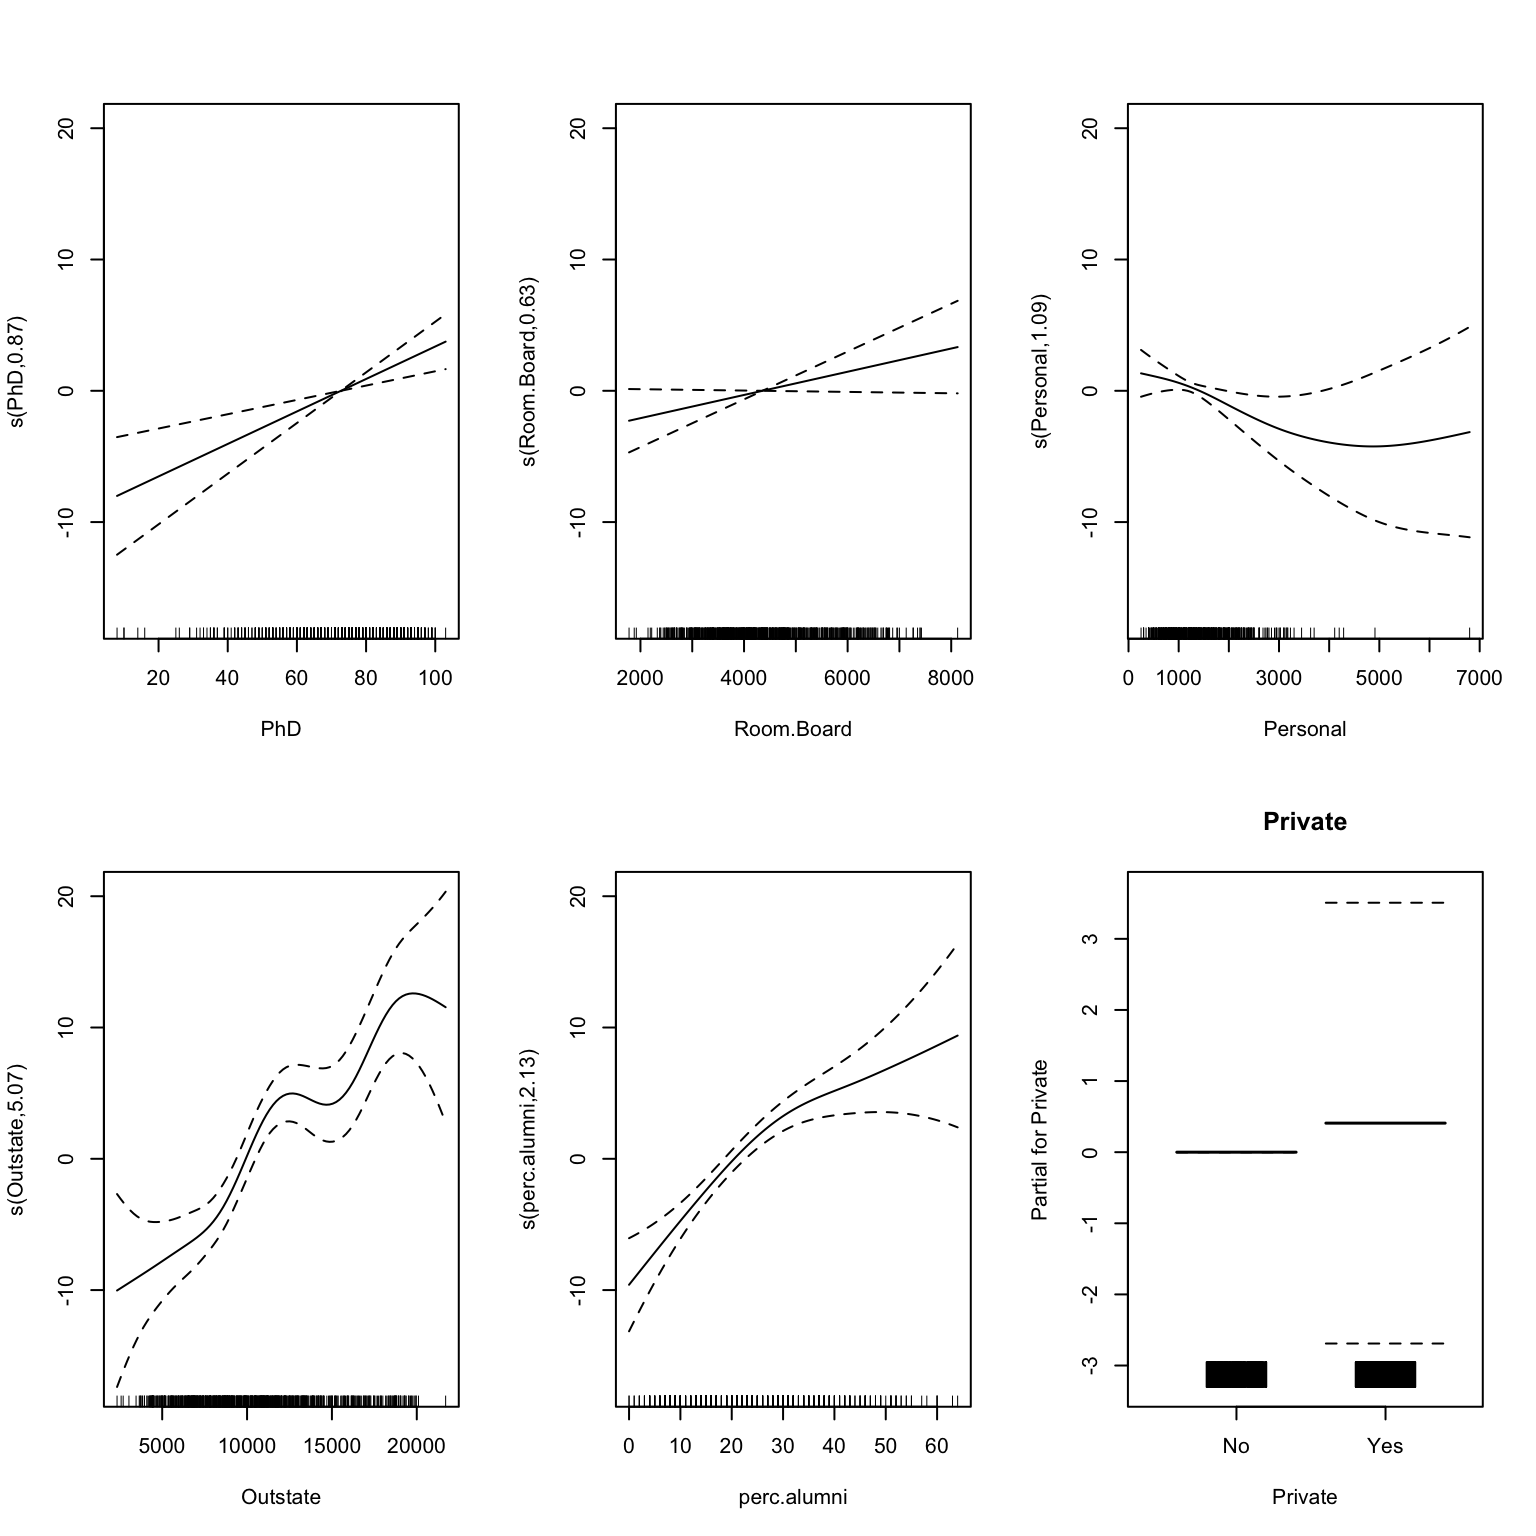 s(PhD,0.87)
20
10
0
-10
20 40 60 80 100
PhD
s(Room.Board,0.63)
20
10
0
-10
2000 4000 6000 8000
Room.Board
s(Personal,1.09)
20
10
0
-10
0 1000 3000 5000 7000
Personal
s(Outstate,5.07)
20
10
0
-10
5000 10000 15000 20000
Outstate
s(perc.alumni,2.13)
20
10
0
-10
0 10 20 30 40 50 60
perc.alumni
Private
Partial for Private
3
2
1
0
-1
-2
-3
No Yes
Private